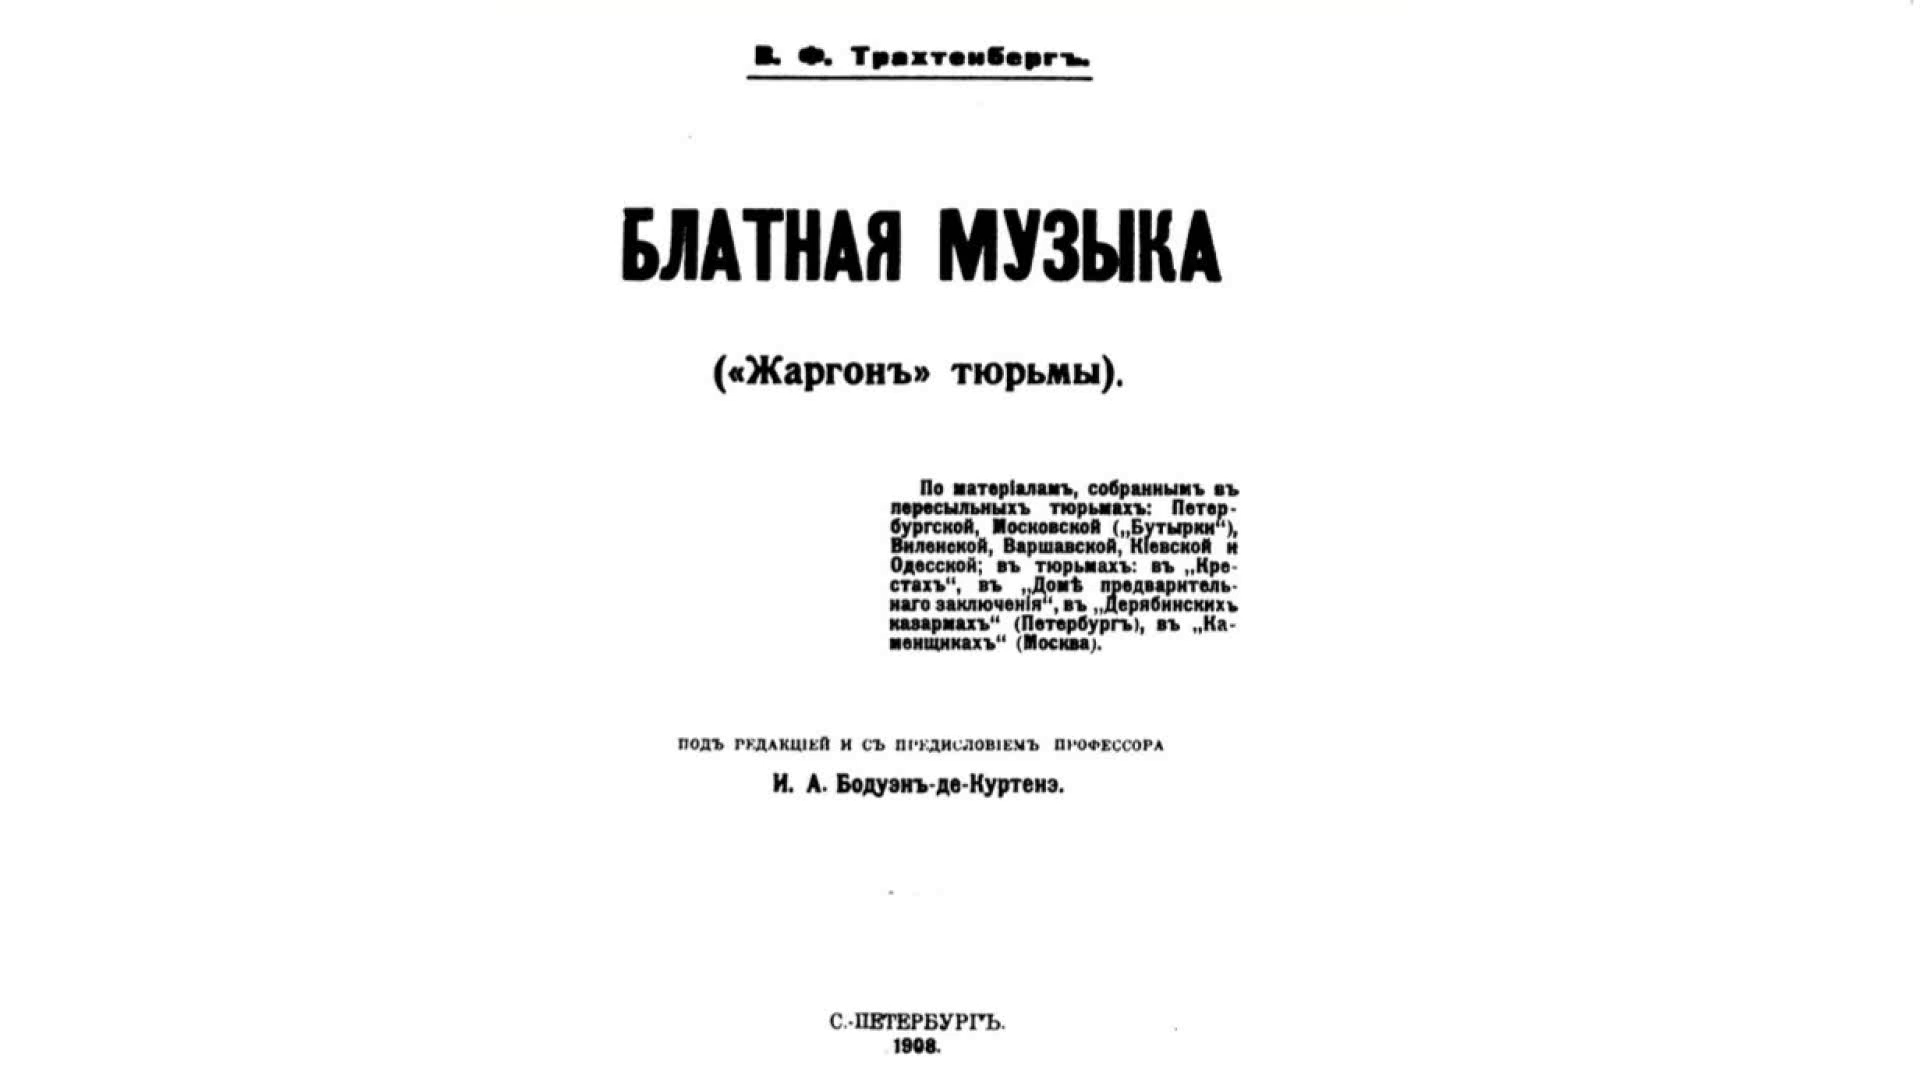 В. Ф. Трахтенбергъ.
БЛАТНАЯ МУЗЫКА
(«Жаргонъ» тюрьмы).
По матеріаламъ, собраннымъ въ
пересыльныхъ тюрьмахъ: Петер-
бургской, Московской („Бутырки“),
Виленской, Варшавской, Кіевской и
Одесской; въ тюрьмахъ: въ „Кре-
стахъ“, въ „Домѣ предваритель-
наго заключенія“, въ „Дерябинскихъ
казармахъ“ (Петербургъ), въ „Ка-
менщикахъ“ (Москва).
ПОДЪ РЕДАКЦІЕЙ И СЪ ПРЕДИСЛОВІЕМЪ ПРОФЕССОРА
И. А. Бодуэнъ-де-Куртенэ.
С.-ПЕТЕРБУРГЪ.
1908.